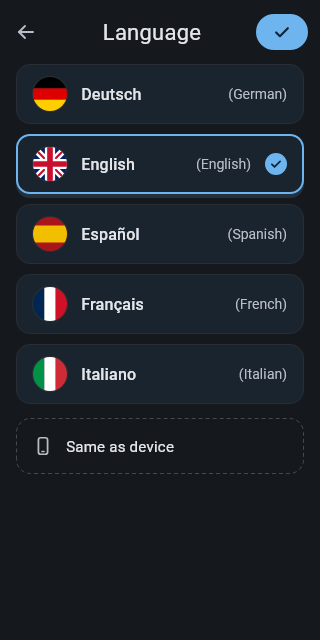 Language
Deutsch (German)
English (English)
Español (Spanish)
Français (French)
Italiano (Italian)
Same as device